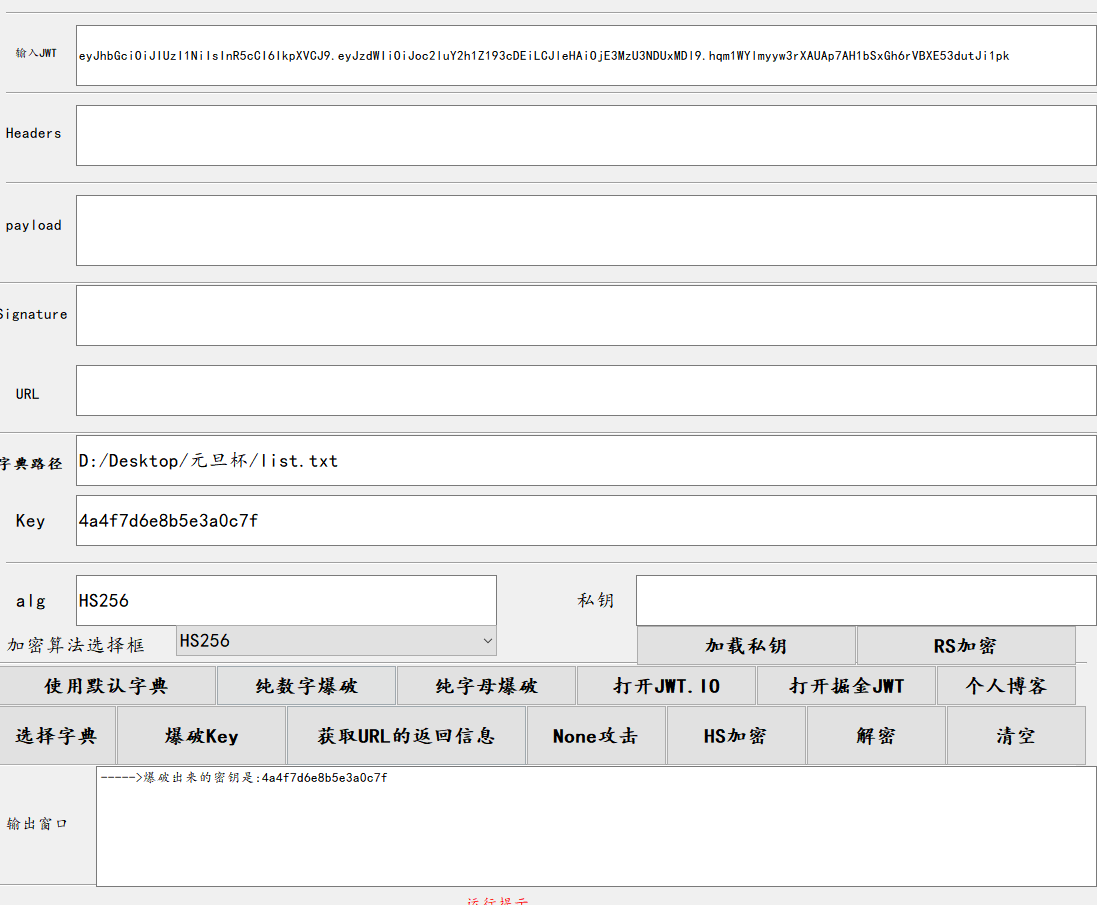 输入JWT
eyJhbGciOiJIUzI1NiIsInR5cCI6IkpXVCJ9.eyJzdWIiOiJoc2luY2h1Z193cDEiLCJleHAiOjE3MzU3NDUxMDl9.hqm1WYlmyyw3rXAUAp7AH1bSxGh6rVBXE53dutJi1pk
Headers
payload
Signature
URL
字典路径
D:/Desktop/元旦杯/list.txt
Key
4a4f7d6e8b5e3a0c7f
alg
HS256
私钥
加密算法选择框
HS256
加载私钥
RS加密
使用默认字典
纯数字爆破
纯字母爆破
打开JWT.IO
打开掘金JWT
个人博客
选择字典
爆破Key
获取URL的返回信息
None攻击
HS加密
解密
清空
----->爆破出来的密钥是:4a4f7d6e8b5e3a0c7f
输出窗口
运行提示